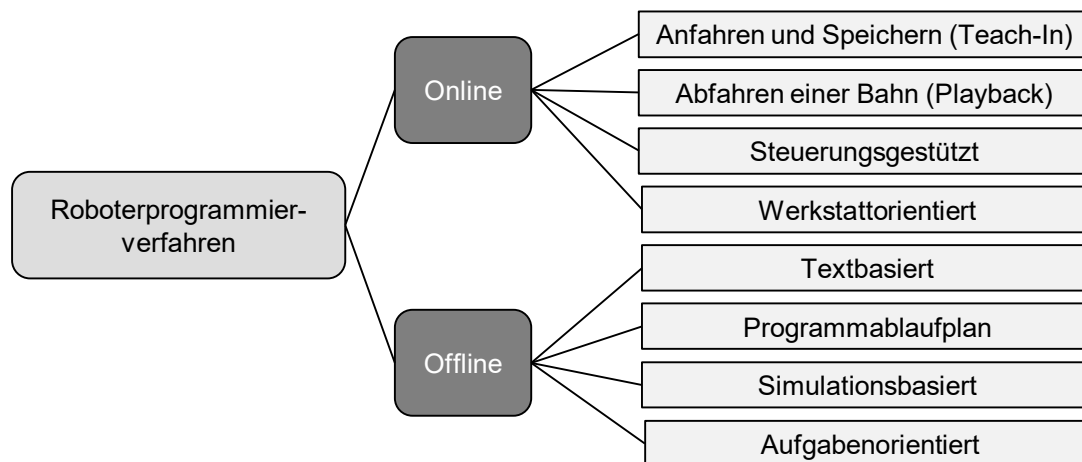 Roboterprogrammier-
verfahren
Online
Anfahren und Speichern (Teach-In)
Abfahren einer Bahn (Playback)
Steuerungsgestützt
Werkstattorientiert
Offline
Textbasiert
Programmablaufplan
Simulationsbasiert
Aufgabenorientiert